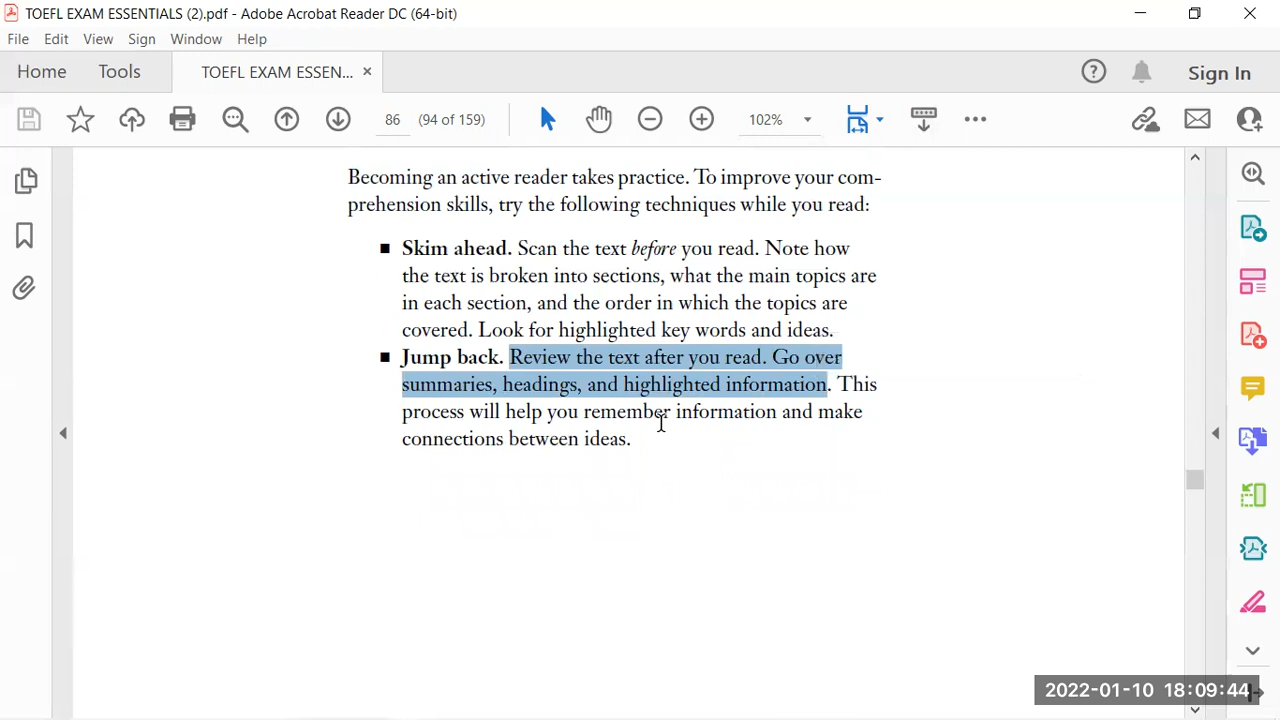 TOEFL EXAM ESSENTIALS (2).pdf - Adobe Acrobat Reader DC (64-bit)
File Edit View Sign Window Help
Home Tools TOEFL EXAM ESSEN... × Sign In
86 (94 of 159) 102%
Becoming an active reader takes practice. To improve your com-
prehension skills, try the following techniques while you read:
■ Skim ahead. Scan the text before you read. Note how
the text is broken into sections, what the main topics are
in each section, and the order in which the topics are
covered. Look for highlighted key words and ideas.
■ Jump back. Review the text after you read. Go over
summaries, headings, and highlighted information. This
process will help you remember information and make
connections between ideas.
2022-01-10 18:09:44